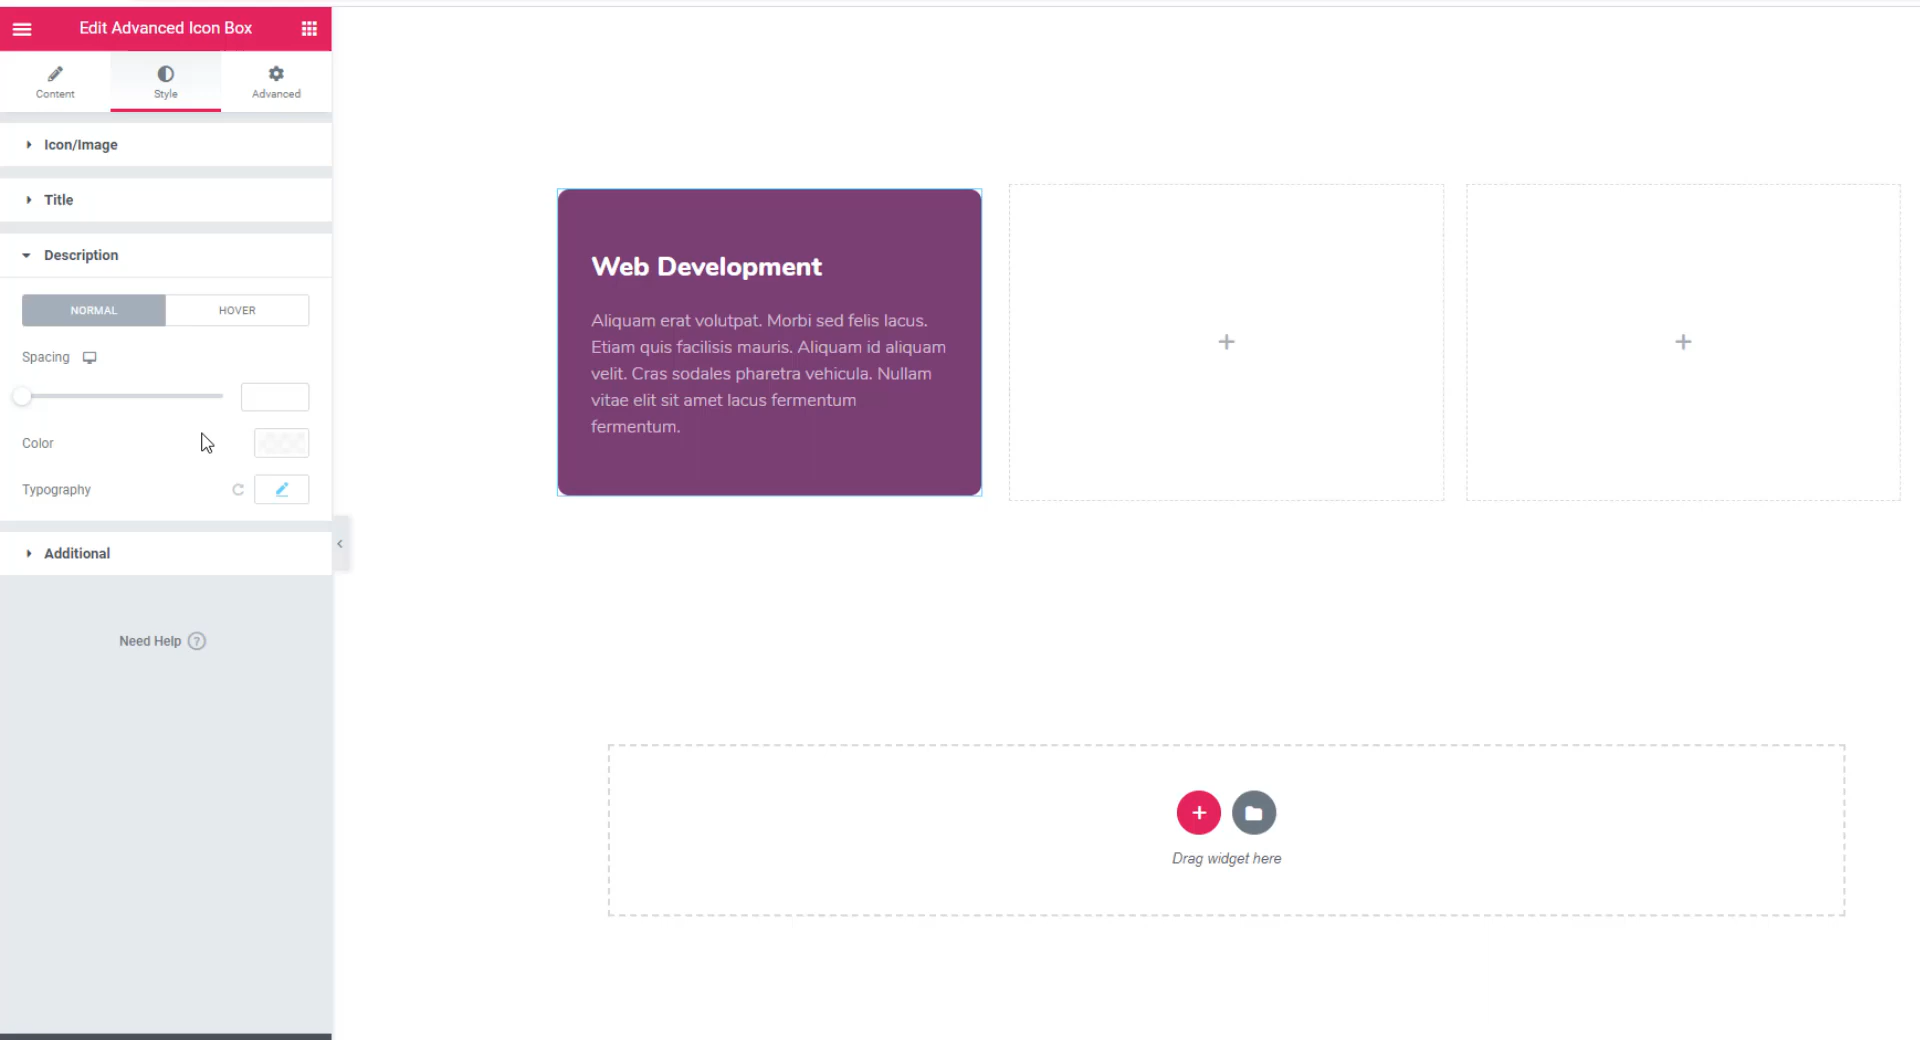 Edit Advanced Icon Box
Content
Style
Advanced
Icon/Image
Title
Description
NORMAL
HOVER
Spacing
Color
Typography
Additional
Need Help ?
Web Development
Aliquam erat volutpat. Morbi sed felis lacus.
Etiam quis facilisis mauris. Aliquam id aliquam
velit. Cras sodales pharetra vehicula. Nullam
vitae elit sit amet lacus fermentum
fermentum.
Drag widget here